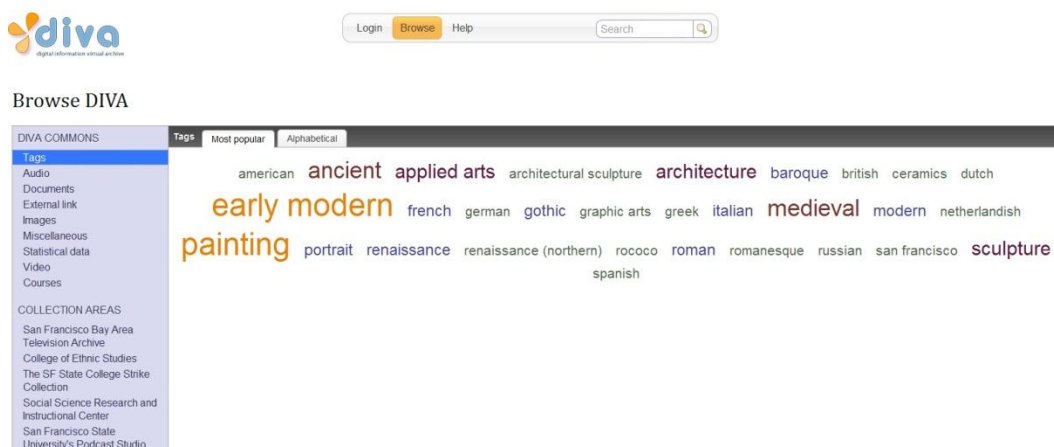 diva
digital information virtual archive
Login Browse Help Search
Browse DIVA
DIVA COMMONS
Tags
Audio
Documents
External link
Images
Miscellaneous
Statistical data
Video
Courses
COLLECTION AREAS
San Francisco Bay Area
Television Archive
College of Ethnic Studies
The SF State College Strike
Collection
Social Science Research and
Instructional Center
San Francisco State
University's Podcast Studio
Tags Most popular Alphabetical
american ancient applied arts architectural sculpture architecture baroque british ceramics dutch
early modern french german gothic graphic arts greek italian medieval modern netherlandish
painting portrait renaissance renaissance (northern) rococo roman romanesque russian san francisco sculpture
spanish